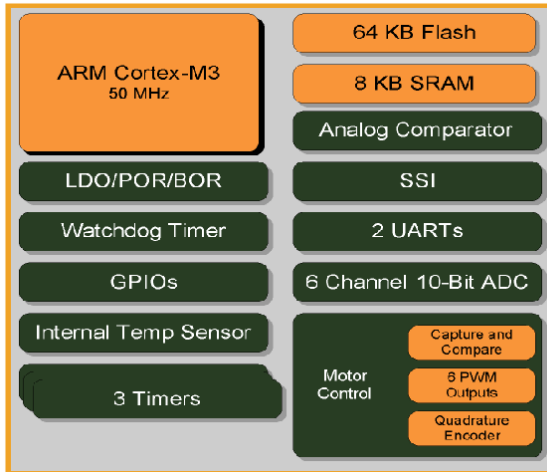 ARM Cortex-M3
50 MHz
LDO/POR/BOR
Watchdog Timer
GPIOs
Internal Temp Sensor
3 Timers
64 KB Flash
8 KB SRAM
Analog Comparator
SSI
2 UARTs
6 Channel 10-Bit ADC
Motor
Control
Capture and
Compare
6 PWM
Outputs
Quadrature
Encoder